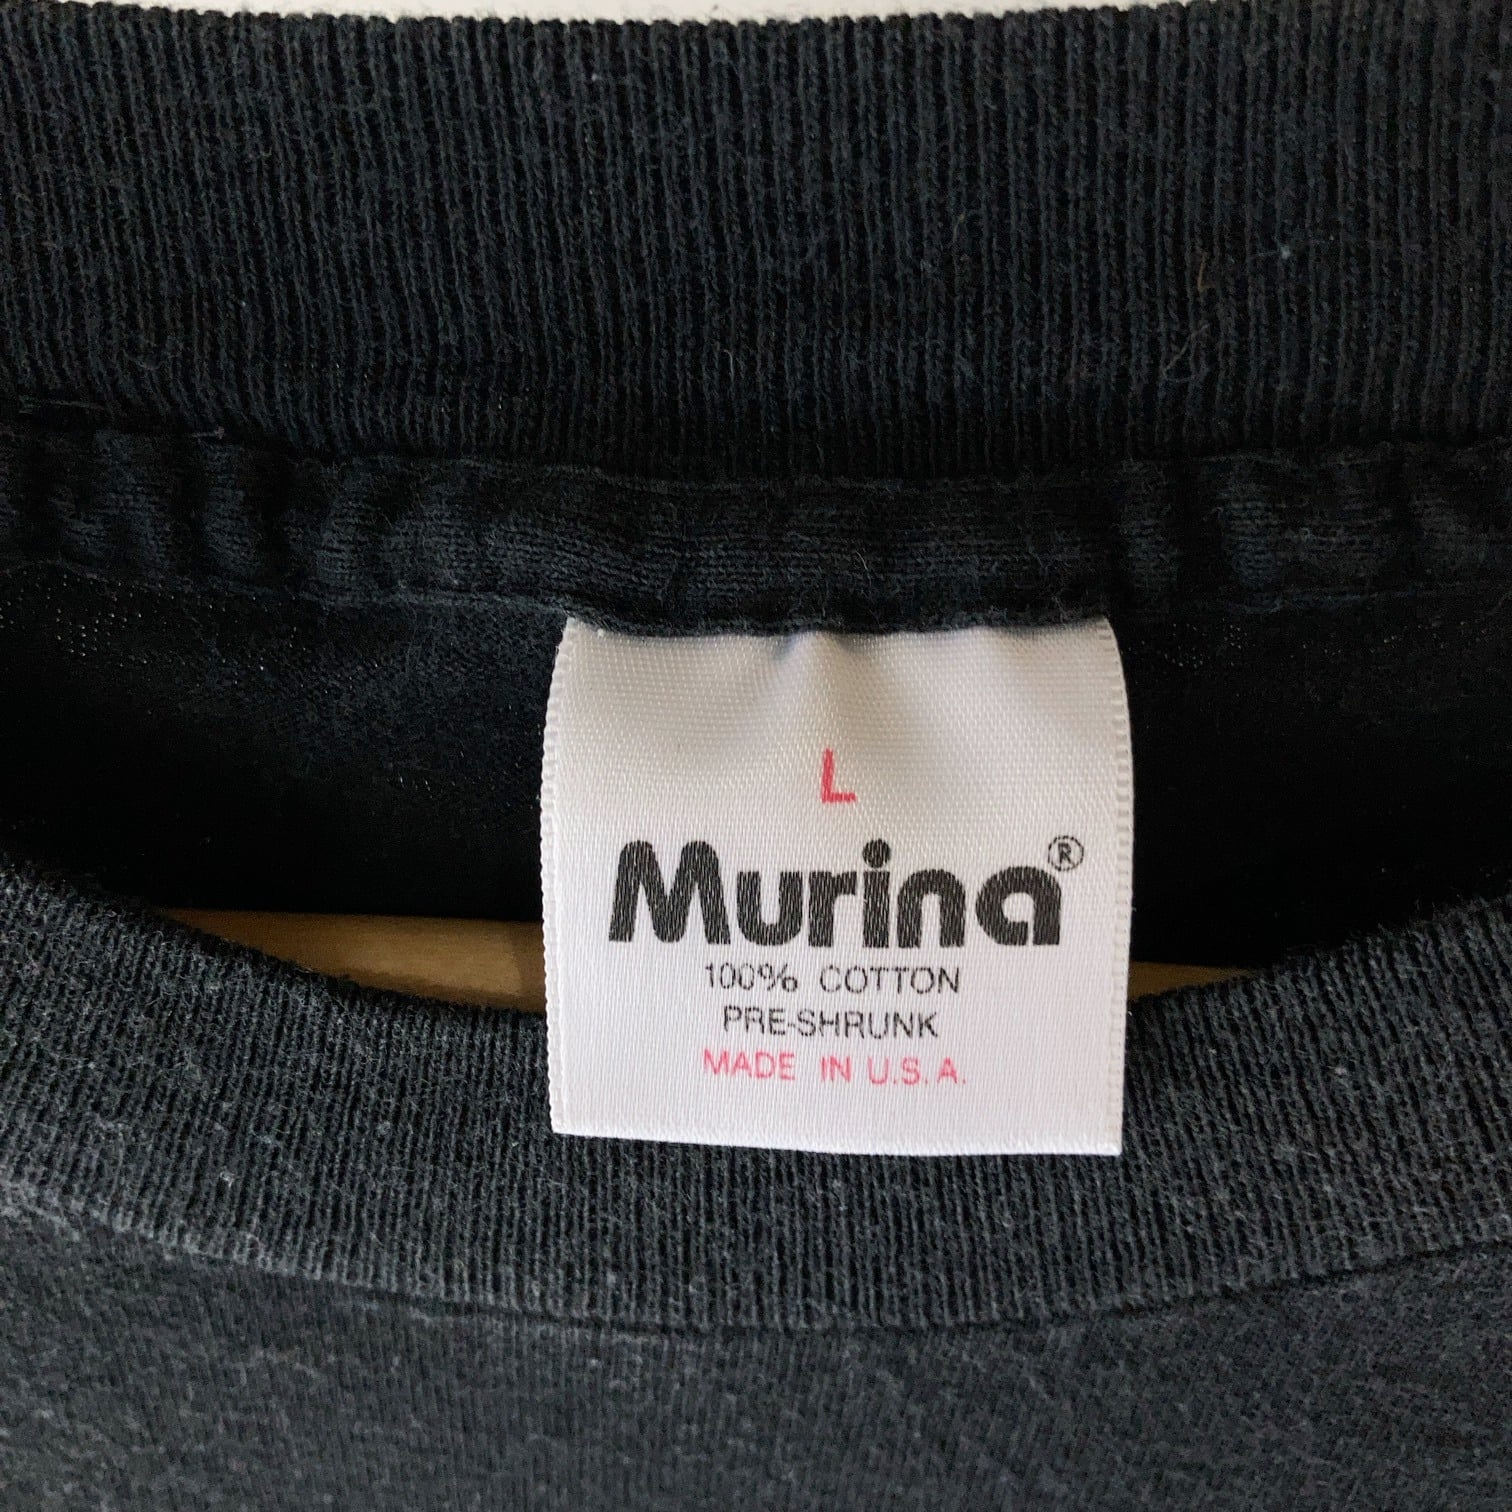 L
Murina®
100% COTTON
PRE-SHRUNK
MADE IN U.S.A.